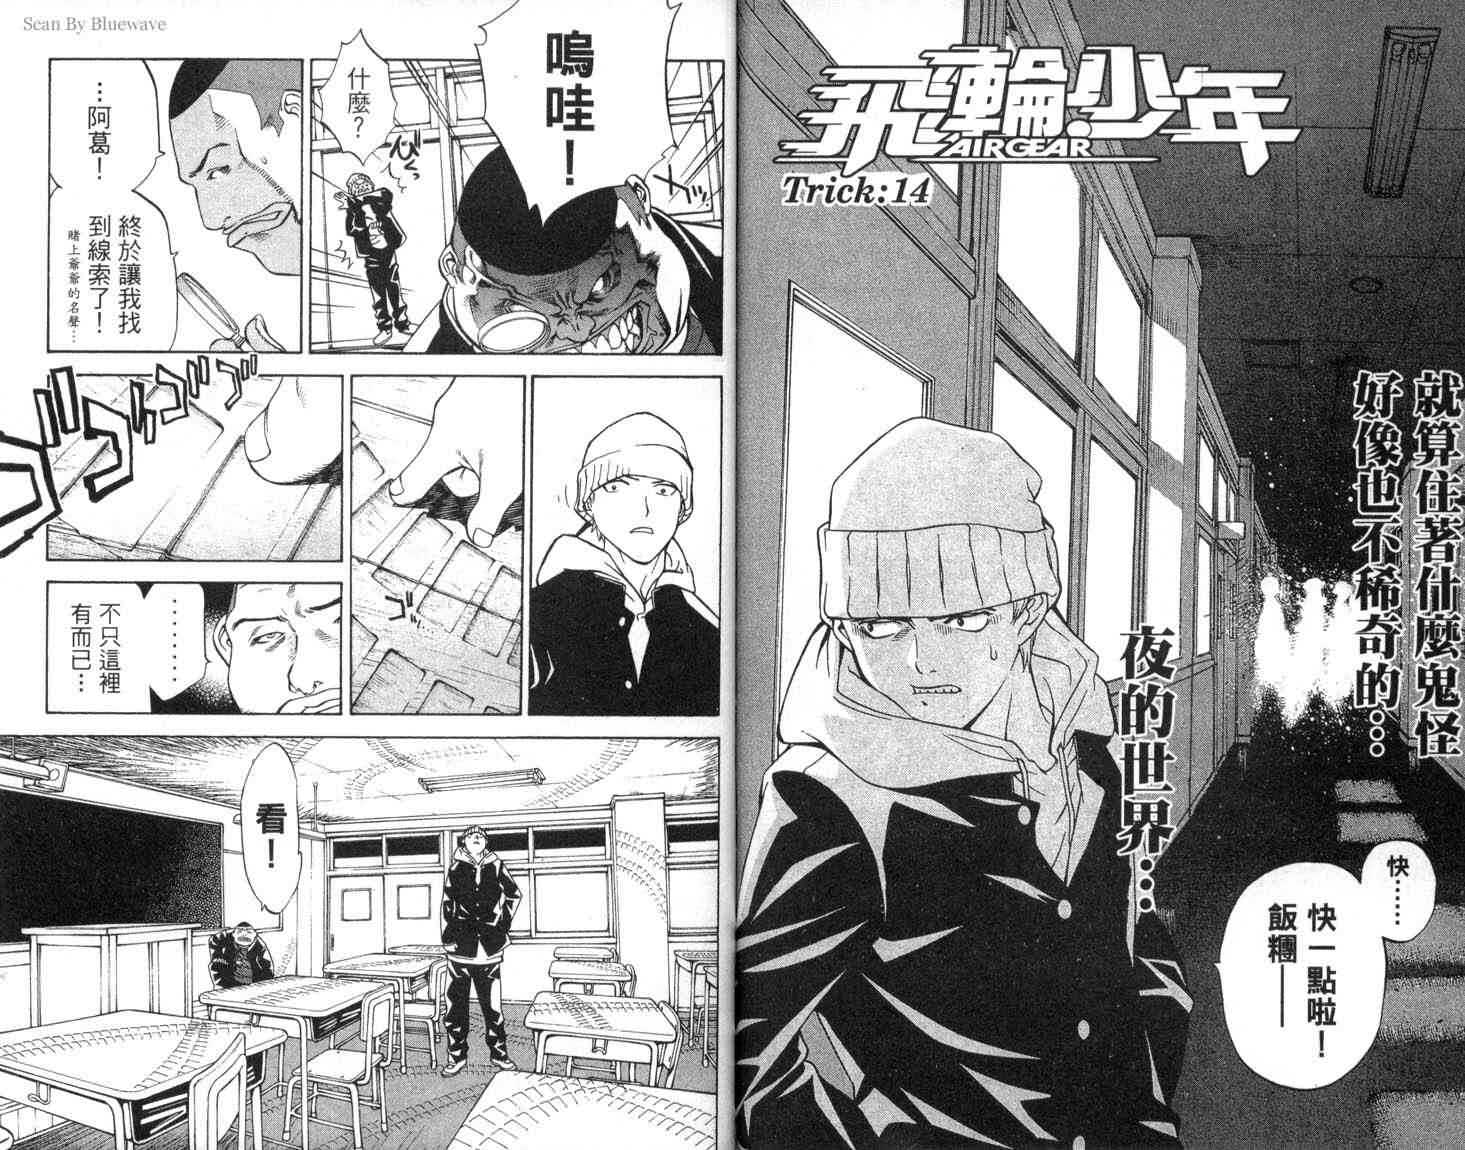 Scan By Bluewave
飛輪少年
AIRGEAR
Trick:14
就算住著什麼鬼怪
好像也不稀奇的…
夜的世界…
快……
快一點啦！
飯糰——
嗚哇！
什麼？
…阿葛！
終於讓我找
到線索了！
賭上爺爺的名聲…
………
不只這裡
有而已…
看！